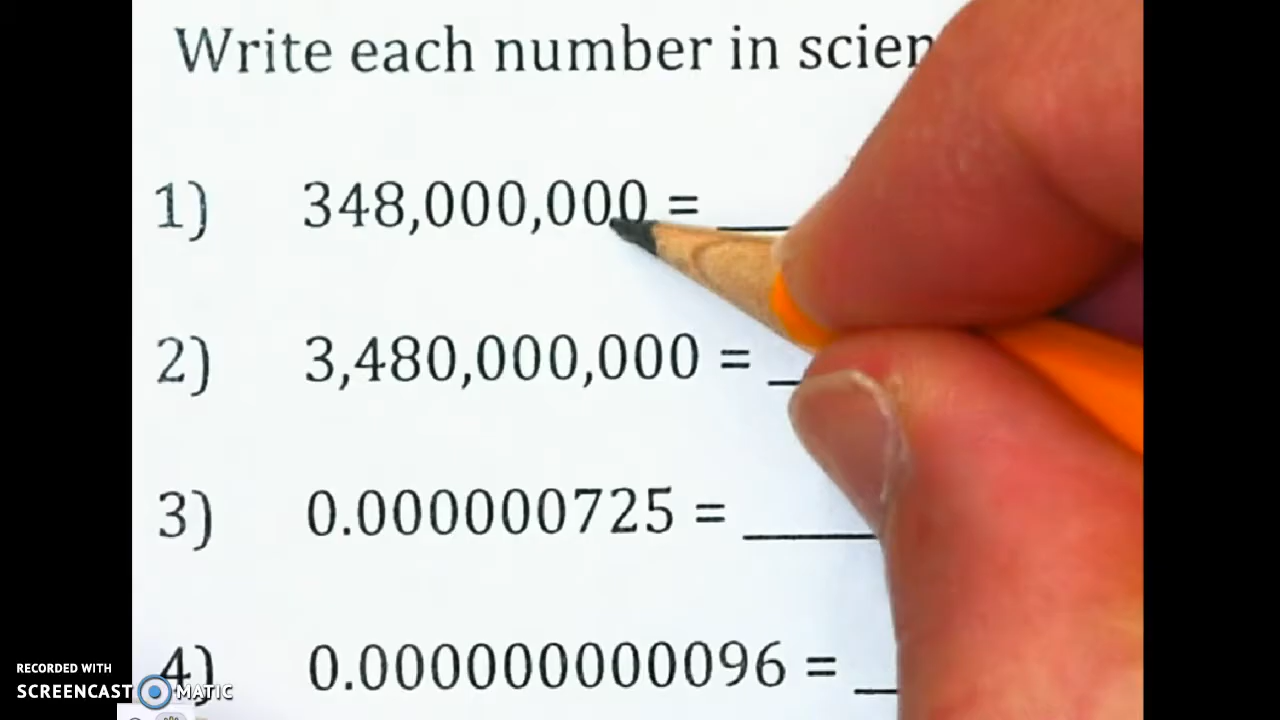 Write each number in scien
1) 348,000,000 =
2) 3,480,000,000 =
3) 0.000000725 =
4) 0.000000000096 =
RECORDED WITH
SCREENCAST MATIC